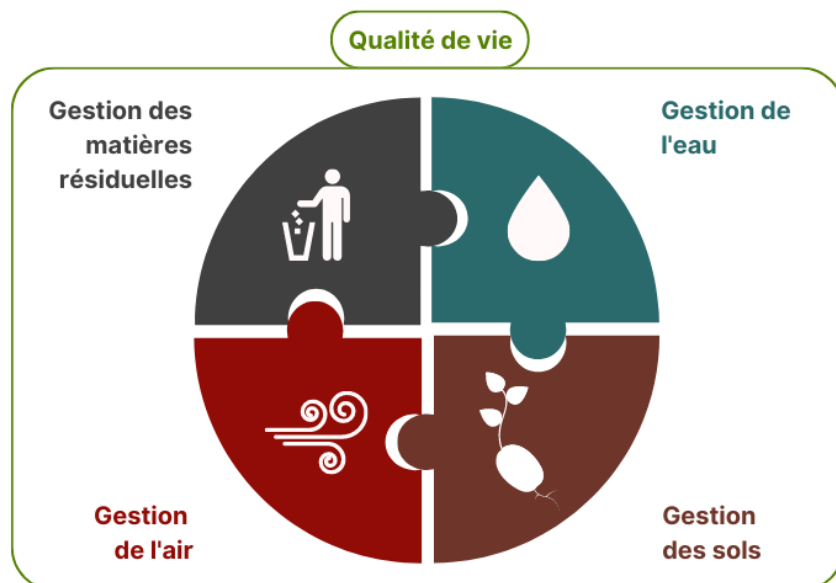 Qualité de vie
Gestion des
matières
résiduelles
Gestion de
l'eau
Gestion
de l'air
Gestion
des sols